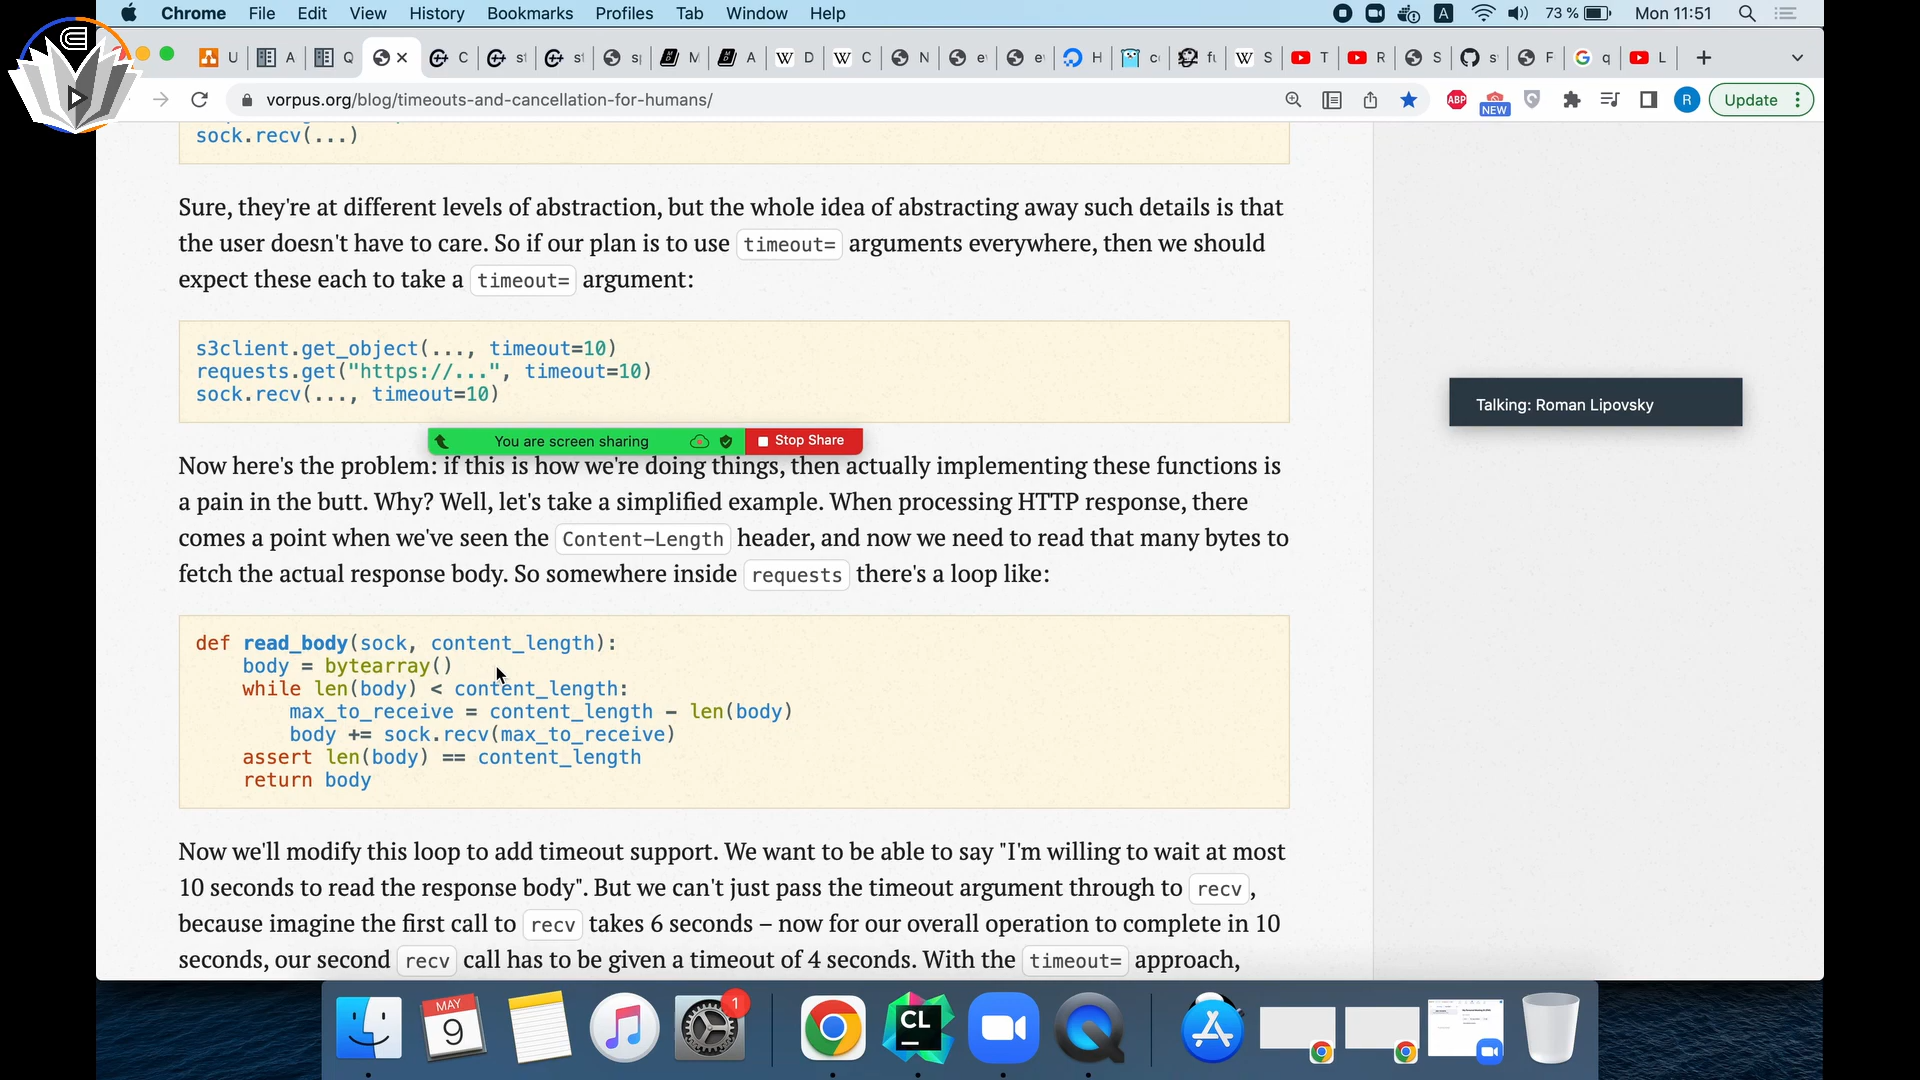 Chrome File Edit View History Bookmarks Profiles Tab Window Help A 73 % Mon 11:51
U A Q C st st sp M A D C N e e H c fu S T R S s F q L
vorpus.org/blog/timeouts-and-cancellation-for-humans/ ABP NEW R Update
sock.recv(...)
Sure, they're at different levels of abstraction, but the whole idea of abstracting away such details is that
the user doesn't have to care. So if our plan is to use timeout= arguments everywhere, then we should
expect these each to take a timeout= argument:
s3client.get_object(..., timeout=10)
requests.get("https://...", timeout=10)
sock.recv(..., timeout=10)
Talking: Roman Lipovsky
You are screen sharing Stop Share
Now here's the problem: if this is how we're doing things, then actually implementing these functions is
a pain in the butt. Why? Well, let's take a simplified example. When processing HTTP response, there
comes a point when we've seen the Content-Length header, and now we need to read that many bytes to
fetch the actual response body. So somewhere inside requests there's a loop like:
def read_body(sock, content_length):
body = bytearray()
while len(body) < content_length:
max_to_receive = content_length - len(body)
body += sock.recv(max_to_receive)
assert len(body) == content_length
return body
Now we'll modify this loop to add timeout support. We want to be able to say "I'm willing to wait at most
10 seconds to read the response body". But we can't just pass the timeout argument through to recv,
because imagine the first call to recv takes 6 seconds – now for our overall operation to complete in 10
seconds, our second recv call has to be given a timeout of 4 seconds. With the timeout= approach,
MAY
9
1
CL